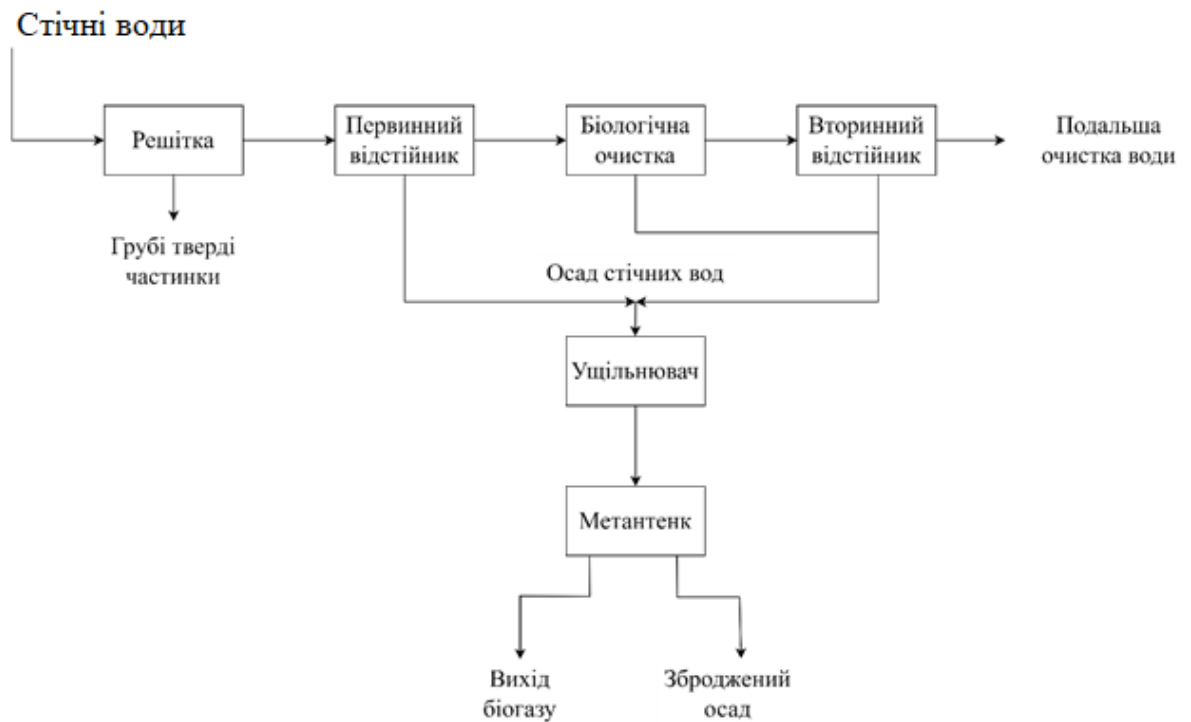 Стічні води
Решітка
Первинний
відстійник
Біологічна
очистка
Вторинний
відстійник
Подальша
очистка води
Грубі тверді
частинки
Осад стічних вод
Ущільнювач
Метантенк
Вихід
біогазу
Зброджений
осад